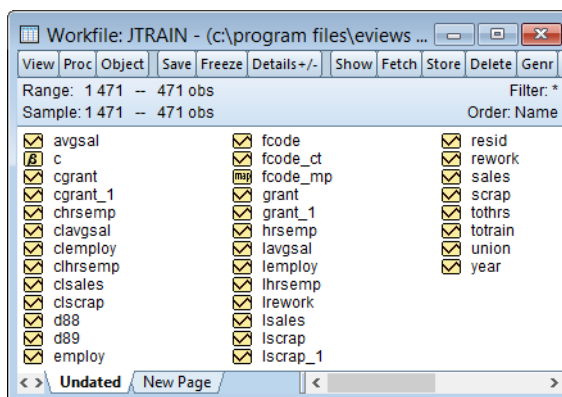 Workfile: JTRAIN - (c:\program files\eviews ...
View Proc Object Save Freeze Details+/- Show Fetch Store Delete Genr
Range: 1 471 -- 471 obs Filter: *
Sample: 1 471 -- 471 obs Order: Name
avgsal fcode resid
β c fcode_ct rework
cgrant map fcode_mp sales
cgrant_1 grant scrap
chrsemp grant_1 tothrs
clavgsal hrsemp totrain
clemploy lavgsal union
clhrsemp lemploy year
clsales lhrsemp
clscrap lrework
d88 lsales
d89 lscrap
employ lscrap_1
Undated New Page